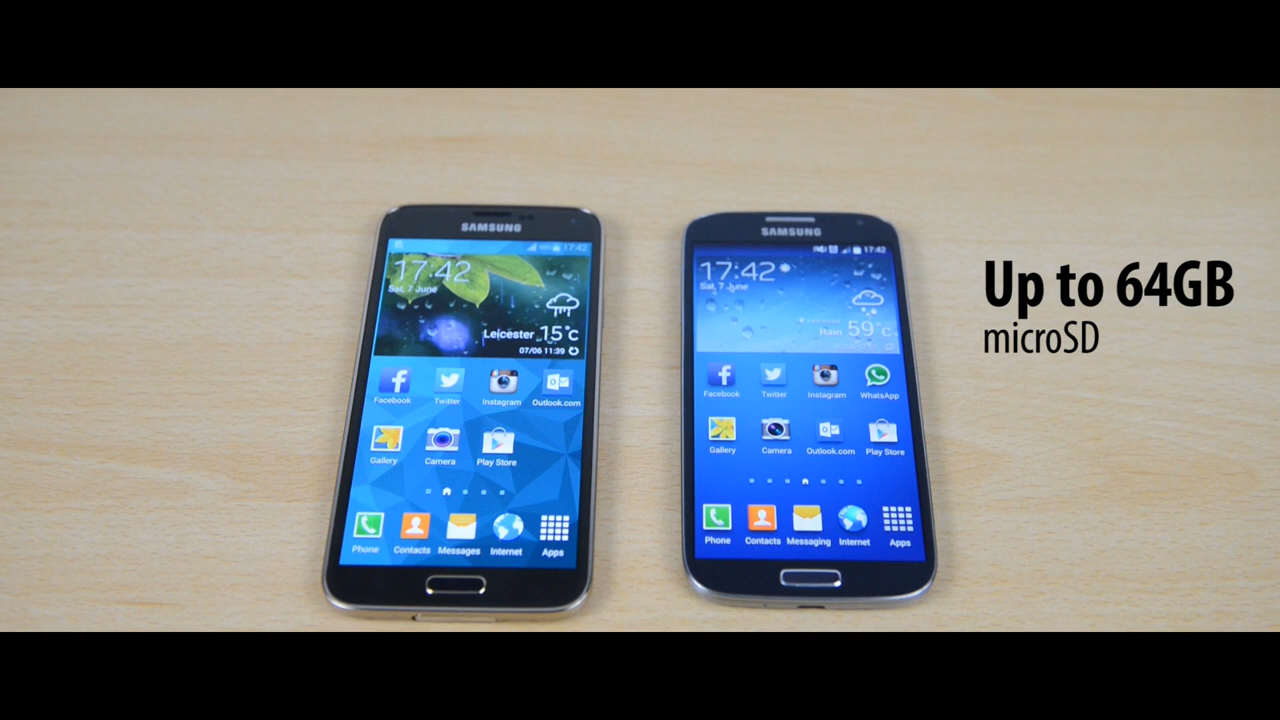 SAMSUNG
17:42
17:42
Sat, 7 June
Leicester 15°c
07/06 11:39
Facebook Twitter Instagram Outlook.com
Gallery Camera Play Store
Phone Contacts Messages Internet Apps
SAMSUNG
17:42
17:42
Sat, 7 June
Rain 59°c
Facebook Twitter Instagram WhatsApp
Gallery Camera Outlook.com Play Store
Phone Contacts Messaging Internet Apps
Up to 64GB
microSD